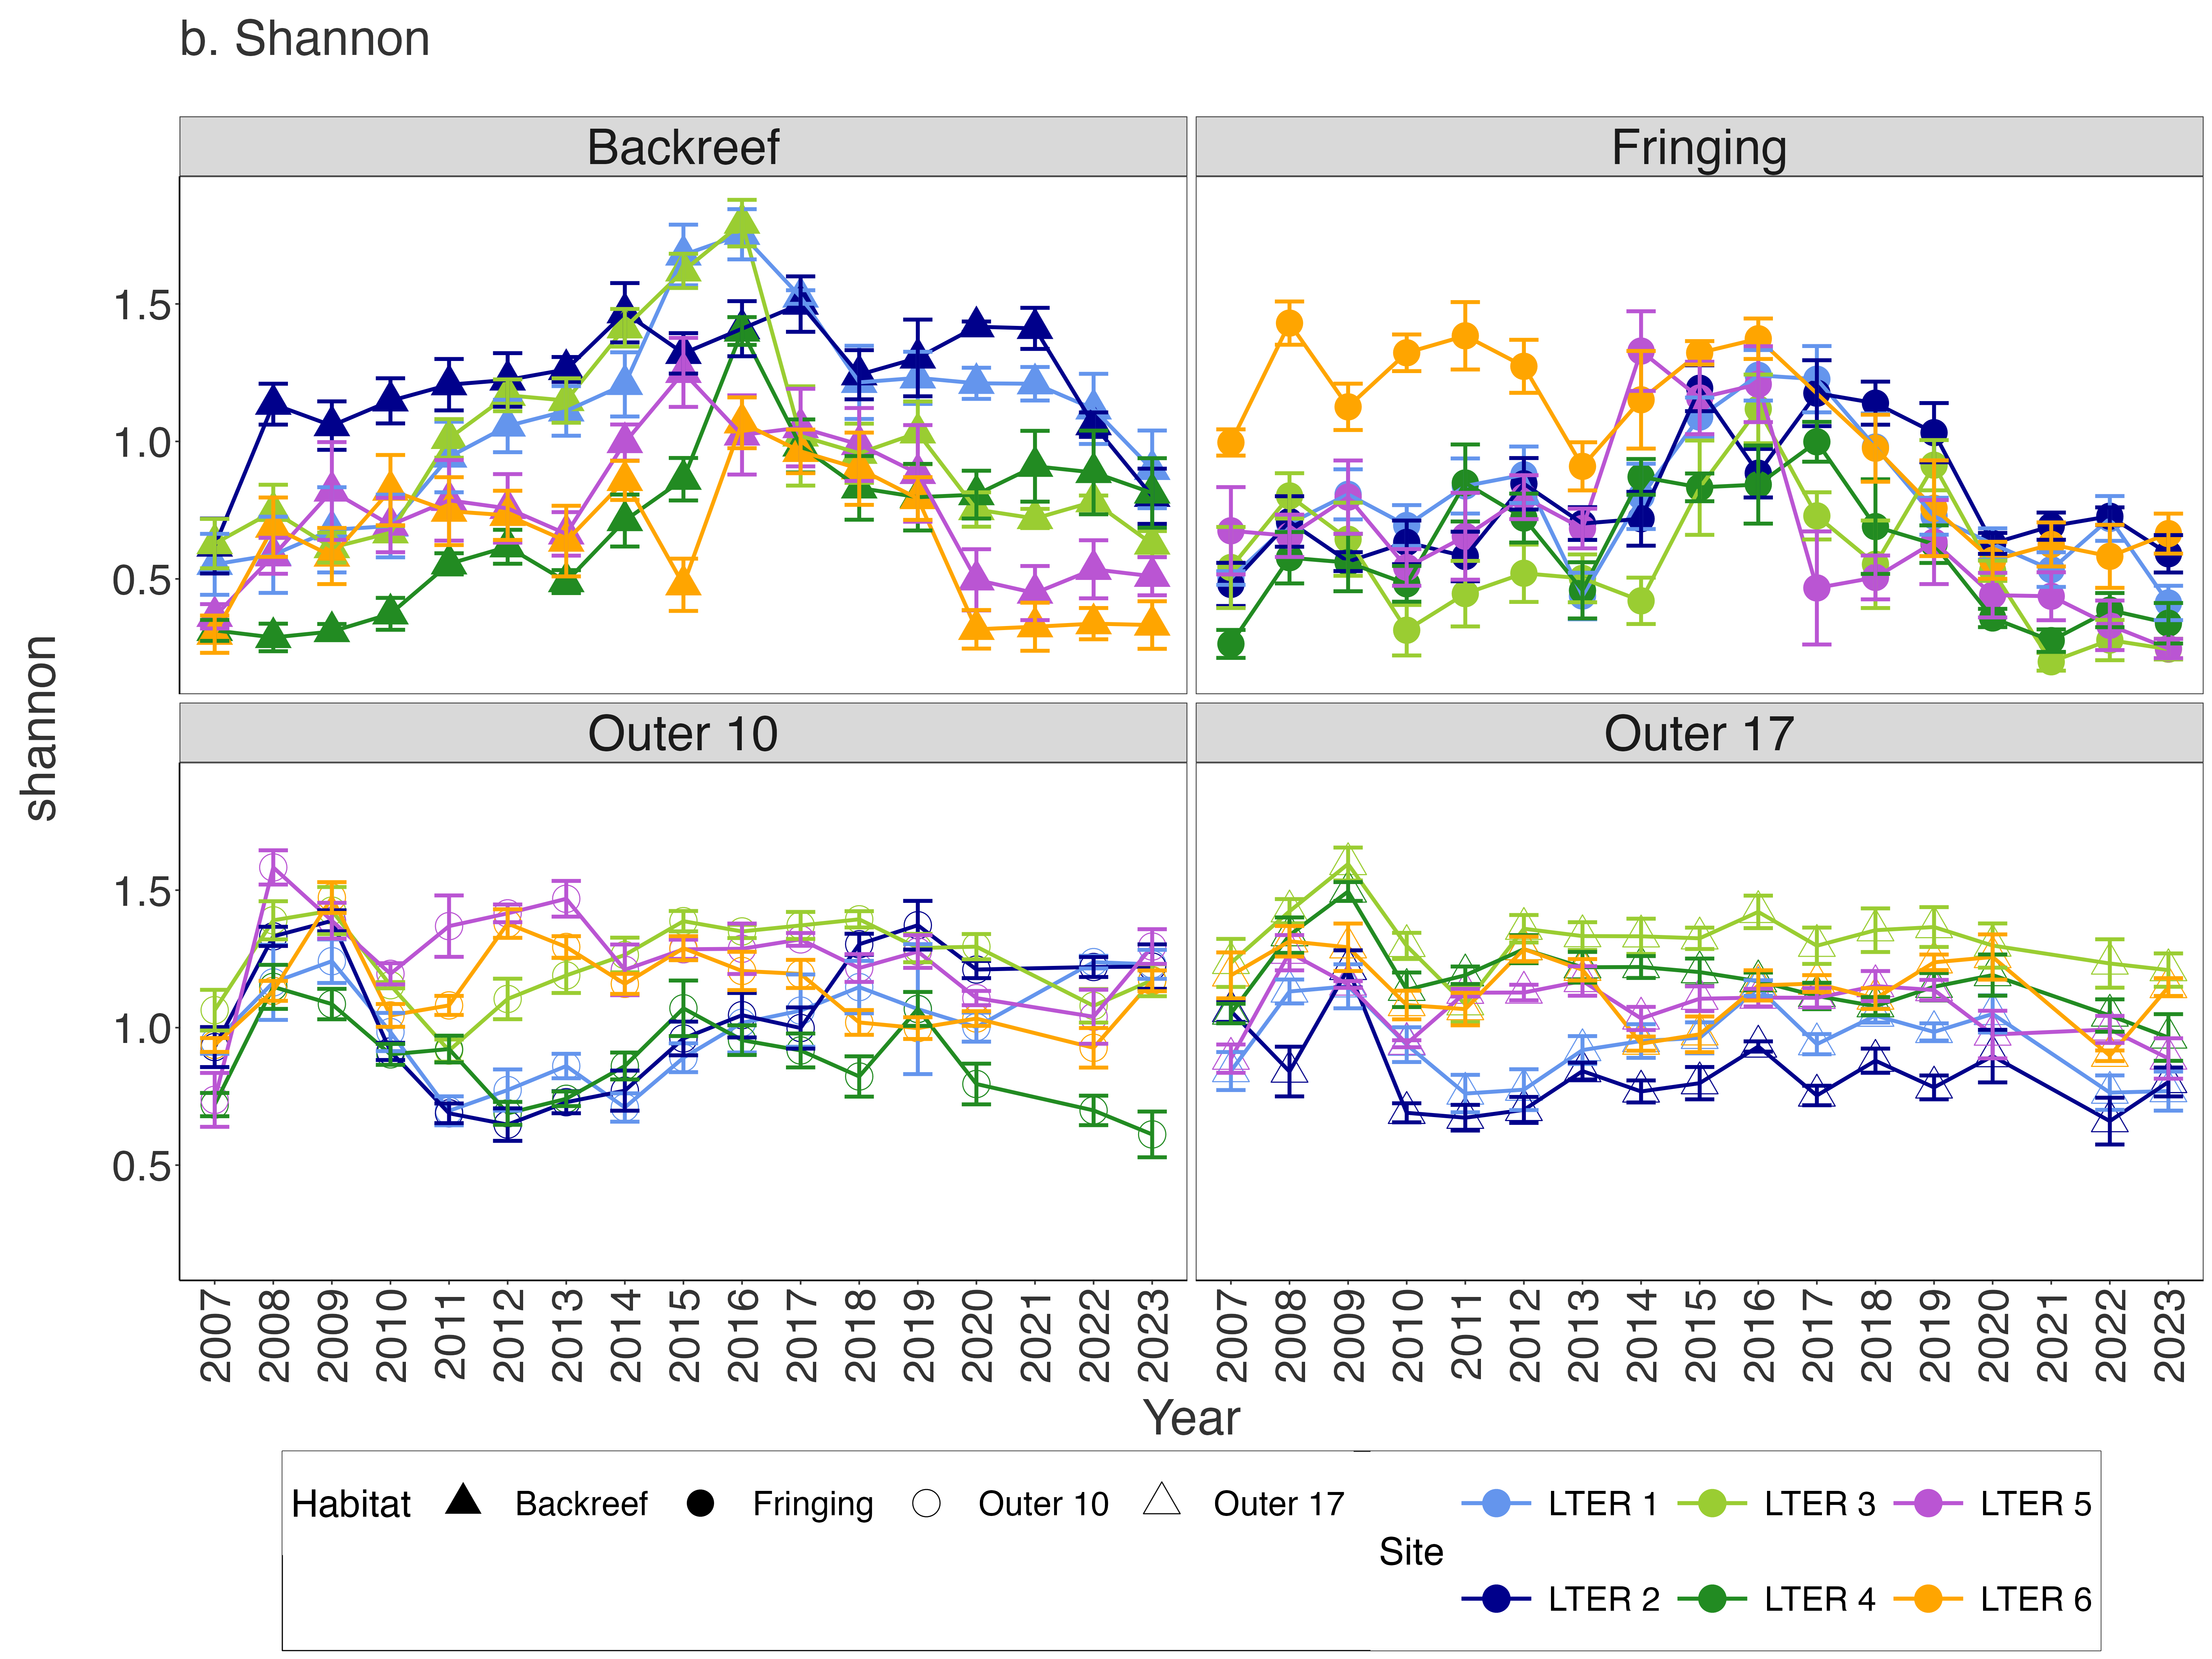 b. Shannon
Backreef
Fringing
1.5
1.0
0.5
shannon
Outer 10
Outer 17
1.5
1.0
0.5
2007 2008 2009 2010 2011 2012 2013 2014 2015 2016 2017 2018 2019 2020 2021 2022 2023
2007 2008 2009 2010 2011 2012 2013 2014 2015 2016 2017 2018 2019 2020 2021 2022 2023
Year
Habitat Backreef Fringing Outer 10 Outer 17
Site
LTER 1 LTER 3 LTER 5
LTER 2 LTER 4 LTER 6